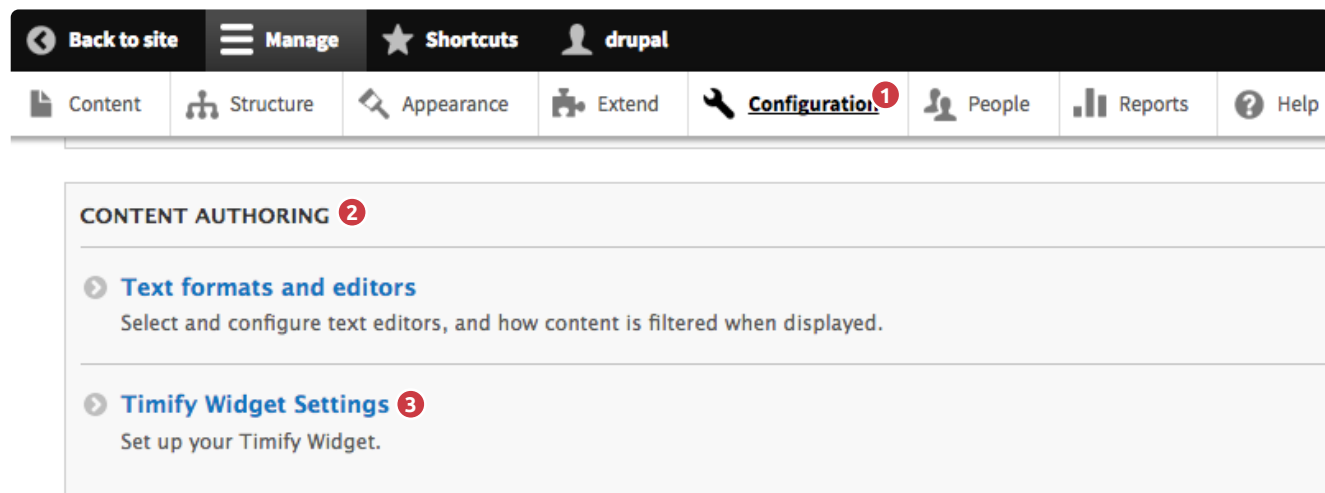 Back to site Manage Shortcuts drupal
Content Structure Appearance Extend Configuration 1 People Reports Help
CONTENT AUTHORING 2
Text formats and editors
Select and configure text editors, and how content is filtered when displayed.
Timify Widget Settings 3
Set up your Timify Widget.